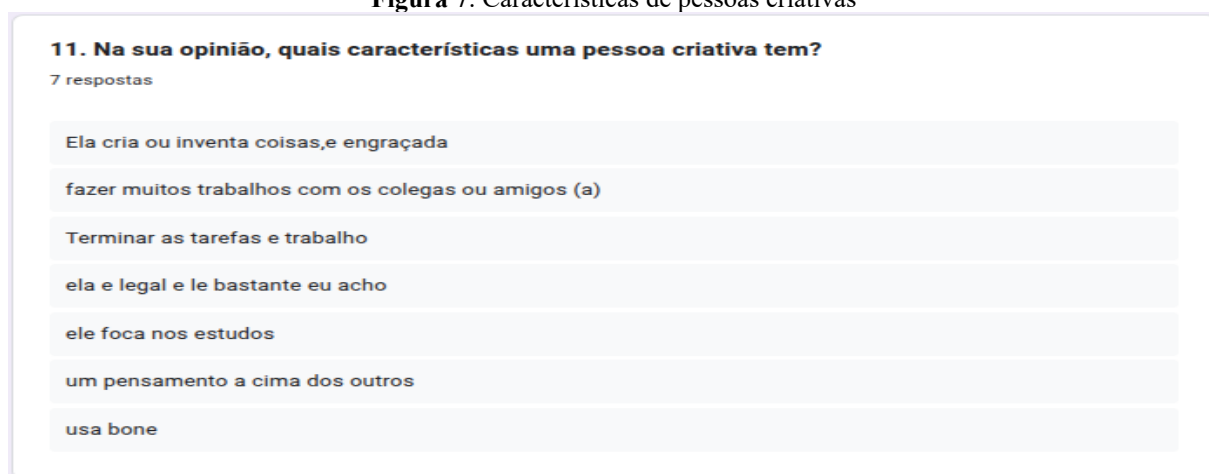 Figura 7. Características de pessoas criativas
11. Na sua opinião, quais características uma pessoa criativa tem?
7 respostas
Ela cria ou inventa coisas,e engraçada
fazer muitos trabalhos com os colegas ou amigos (a)
Terminar as tarefas e trabalho
ela e legal e le bastante eu acho
ele foca nos estudos
um pensamento a cima dos outros
usa bone